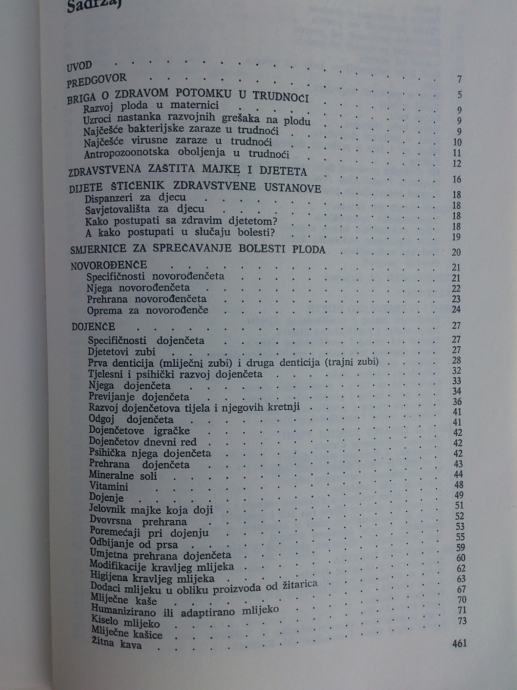 Sadržaj
UVOD . . . 7
PREDGOVOR . . . 5
BRIGA O ZDRAVOM POTOMKU U TRUDNOĆI . . . 9
Razvoj ploda u maternici . . . 9
Uzroci nastanka razvojnih grešaka na plodu . . . 9
Najčešće bakterijske zaraze u trudnoći . . . 10
Najčešće virusne zaraze u trudnoći . . . 11
Antropozoonotska oboljenja u trudnoći . . . 12
ZDRAVSTVENA ZAŠTITA MAJKE I DJETETA . . . 16
DIJETE ŠTIĆENIK ZDRAVSTVENE USTANOVE . . . 18
Dispanzeri za djecu . . . 18
Savjetovališta za djecu . . . 18
Kako postupati sa zdravim djetetom? . . . 18
A kako postupati u slučaju bolesti? . . . 19
SMJERNICE ZA SPREČAVANJE BOLESTI PLODA . . . 20
NOVOROĐENČE . . . 21
Specifičnosti novorođenčeta . . . 21
Njega novorođenčeta . . . 22
Prehrana novorođenčeta . . . 23
Oprema za novorođenče . . . 24
DOJENČE . . . 27
Specifičnosti dojenčeta . . . 27
Djetetovi zubi . . . 27
Prva denticija (mliječni zubi) i druga denticija (trajni zubi) . . . 28
Tjelesni i psihički razvoj dojenčeta . . . 32
Njega dojenčeta . . . 33
Previjanje dojenčeta . . . 34
Razvoj dojenčetova tijela i njegovih kretnji . . . 36
Odgoj dojenčeta . . . 41
Dojenčetove igračke . . . 41
Dojenčetov dnevni red . . . 42
Psihička njega dojenčeta . . . 42
Prehrana dojenčeta . . . 42
Mineralne soli . . . 43
Vitamini . . . 44
Dojenje . . . 48
Jelovnik majke koja doji . . . 49
Dvovrsna prehrana . . . 51
Poremećaji pri dojenju . . . 52
Odbijanje od prsa . . . 53
Umjetna prehrana dojenčeta . . . 55
Modifikacije kravljeg mlijeka . . . 59
Higijena kravljeg mlijeka . . . 60
Dodaci mlijeku u obliku proizvoda od žitarica . . . 62
Mliječne kaše . . . 63
Humanizirano ili adaptirano mlijeko . . . 67
Kiselo mlijeko . . . 70
Mliječne kašice . . . 71
Žitna kava . . . 73
461